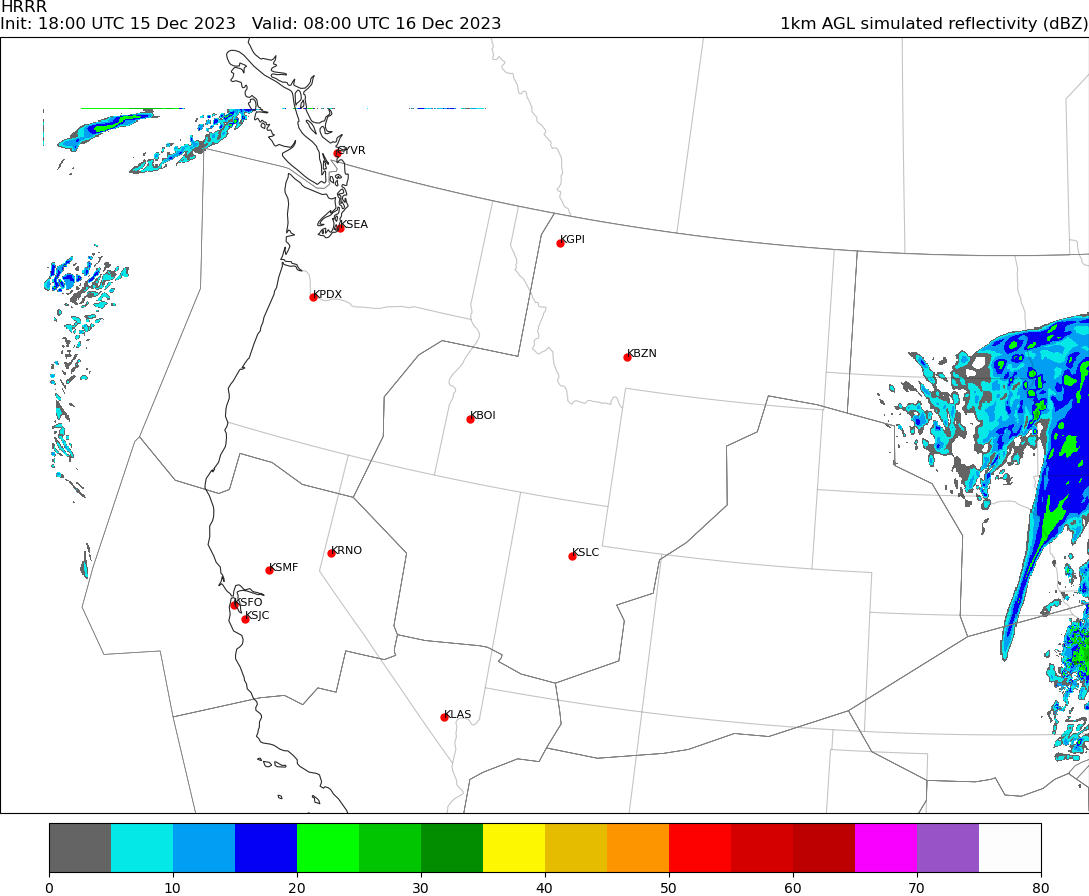 HRRR
Init: 18:00 UTC 15 Dec 2023   Valid: 08:00 UTC 16 Dec 2023   1km AGL simulated reflectivity (dBZ)
CYVR
KSEA
KGPI
KPDX
KBZN
KBOI
KRNO
KSLC
KSMF
KSFO
KSJC
KLAS
0 10 20 30 40 50 60 70 80